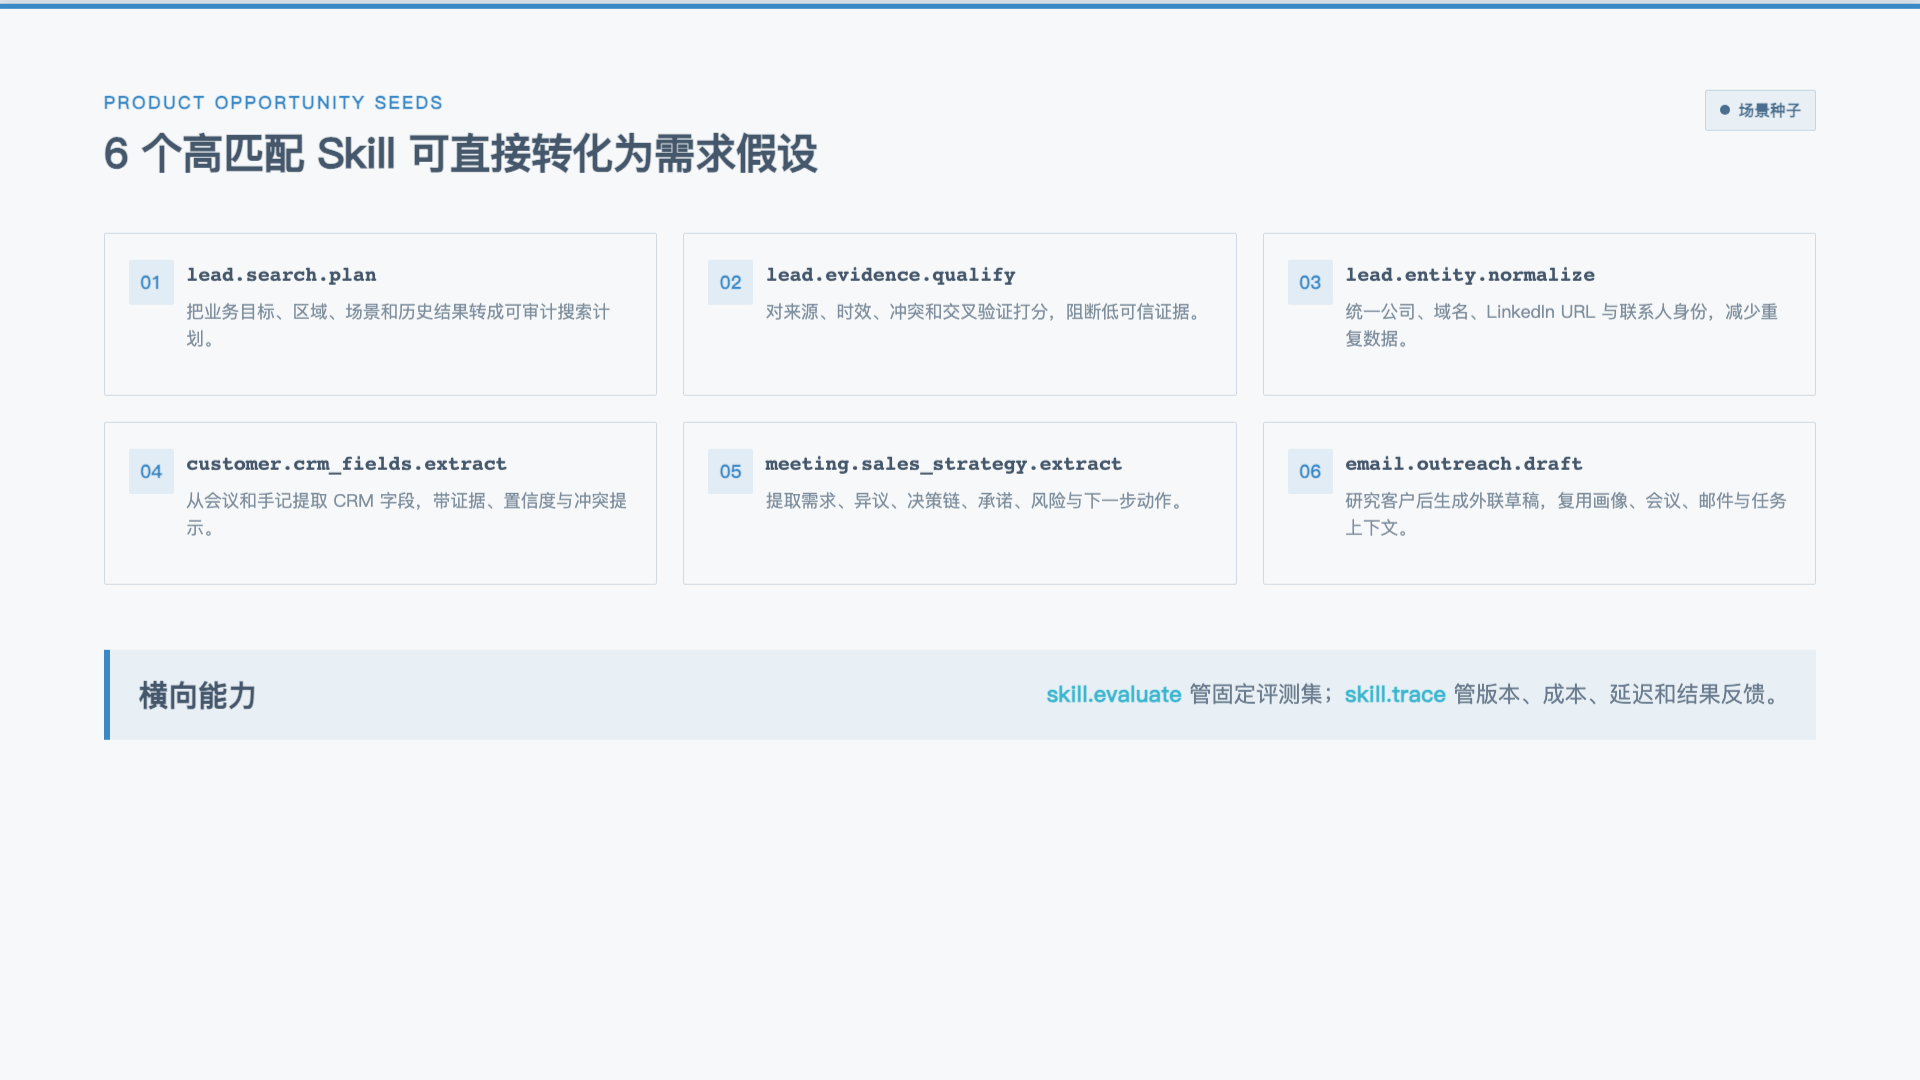 PRODUCT OPPORTUNITY SEEDS
6 个高匹配 Skill 可直接转化为需求假设
场景种子
01
lead.search.plan
把业务目标、区域、场景和历史结果转成可审计搜索计
划。
02
lead.evidence.qualify
对来源、时效、冲突和交叉验证打分，阻断低可信证据。
03
lead.entity.normalize
统一公司、域名、LinkedIn URL 与联系人身份，减少重
复数据。
04
customer.crm_fields.extract
从会议和手记提取 CRM 字段，带证据、置信度与冲突提
示。
05
meeting.sales_strategy.extract
提取需求、异议、决策链、承诺、风险与下一步动作。
06
email.outreach.draft
研究客户后生成外联草稿，复用画像、会议、邮件与任务
上下文。
横向能力
skill.evaluate 管固定评测集；skill.trace 管版本、成本、延迟和结果反馈。